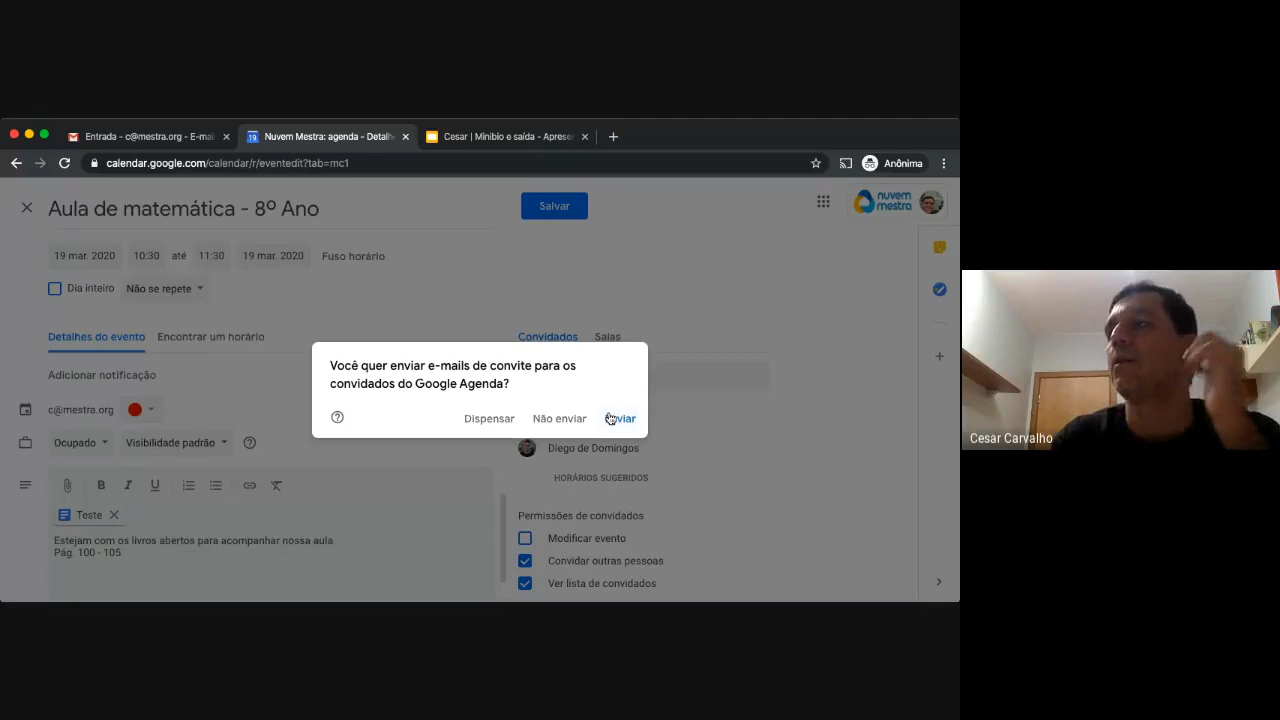 Entrada - c@mestra.org - E-mai
Nuvem Mestra: agenda - Detalh
Cesar | Minibio e saída - Aprese
calendar.google.com/calendar/r/eventedit?tab=mc1
Anônima
Aula de matemática - 8º Ano
Salvar
nuvem
mestra
19 mar. 2020 10:30 até 11:30 19 mar. 2020 Fuso horário
Dia inteiro Não se repete
Detalhes do evento Encontrar um horário
Convidados Salas
Você quer enviar e-mails de convite para os
convidados do Google Agenda?
Dispensar Não enviar
Adicionar notificação
c@mestra.org
Ocupado Visibilidade padrão
Diego de Domingos
HORÁRIOS SUGERIDOS
B I U
Teste
Estejam com os livros abertos para acompanhar nossa aula
Pág. 100 - 105
Permissões de convidados
Modificar evento
Convidar outras pessoas
Ver lista de convidados
Cesar Carvalho